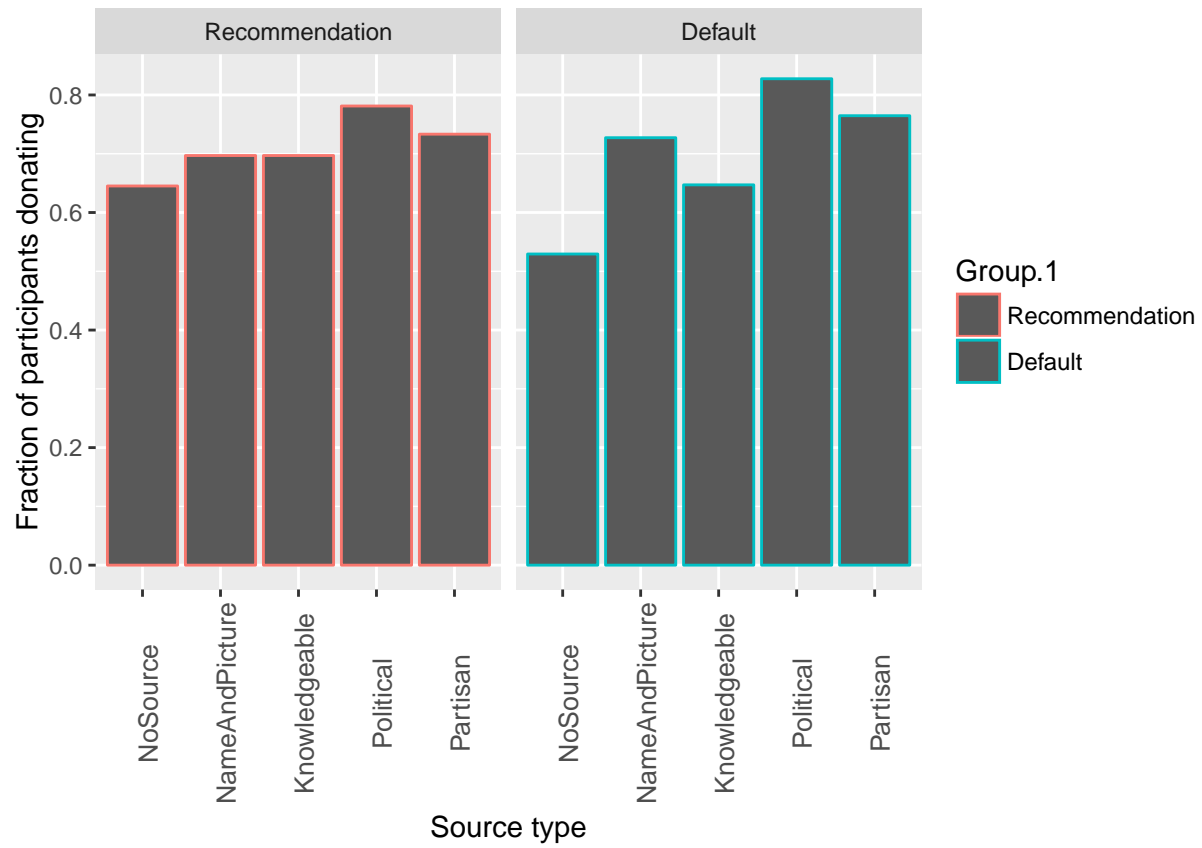 Recommendation
Default
Fraction of participants donating
0.8
0.6
0.4
0.2
0.0
NoSource
NameAndPicture
Knowledgeable
Political
Partisan
NoSource
NameAndPicture
Knowledgeable
Political
Partisan
Source type
Group.1
Recommendation
Default